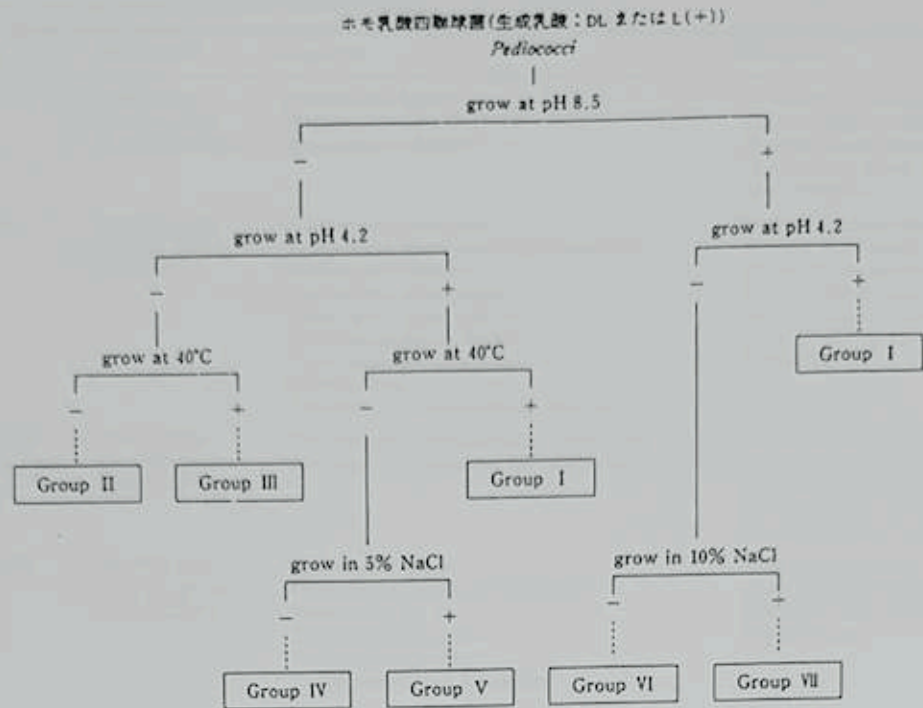 ホモ乳酸四聯球菌(生成乳酸：DL または L(+))
Pediococci
grow at pH 8.5
− +
grow at pH 4.2 grow at pH 4.2
− + − +
grow at 40°C grow at 40°C Group I
− + − +
Group II Group III Group I
grow in 5% NaCl grow in 10% NaCl
− + − +
Group IV Group V Group VI Group VII